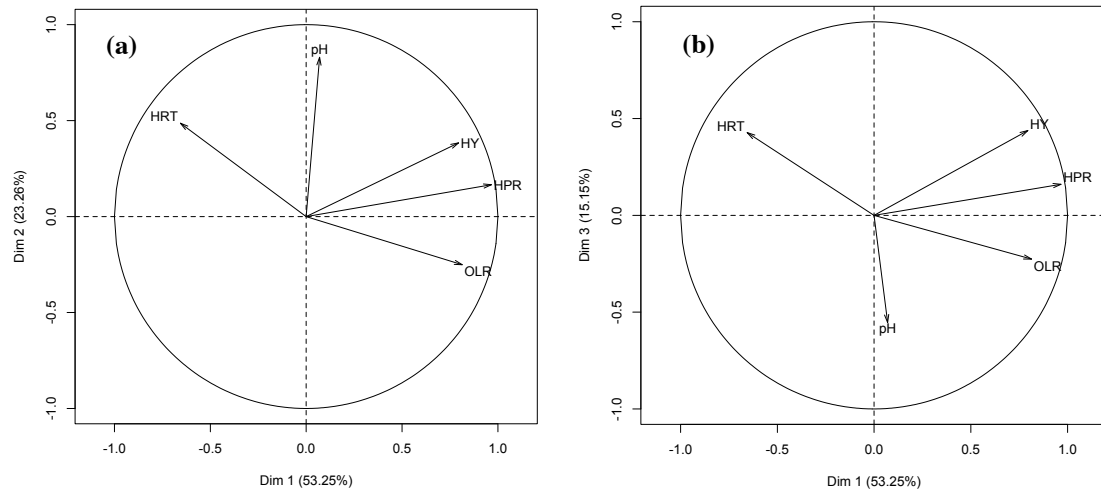 (a)
1.0
0.5
0.0
-0.5
-1.0
Dim 2 (23.26%)
pH
HRT
HY
HPR
OLR
-1.0 -0.5 0.0 0.5 1.0
Dim 1 (53.25%)
(b)
1.0
0.5
0.0
-0.5
-1.0
Dim 3 (15.15%)
HRT
HY
HPR
OLR
pH
-1.0 -0.5 0.0 0.5 1.0
Dim 1 (53.25%)